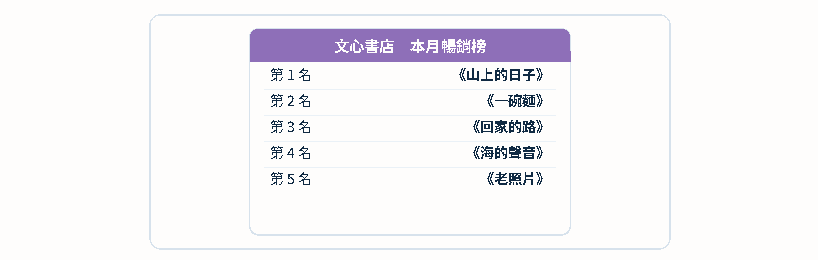 文心書店　本月暢銷榜
第 1 名 《山上的日子》
第 2 名 《一碗麵》
第 3 名 《回家的路》
第 4 名 《海的聲音》
第 5 名 《老照片》